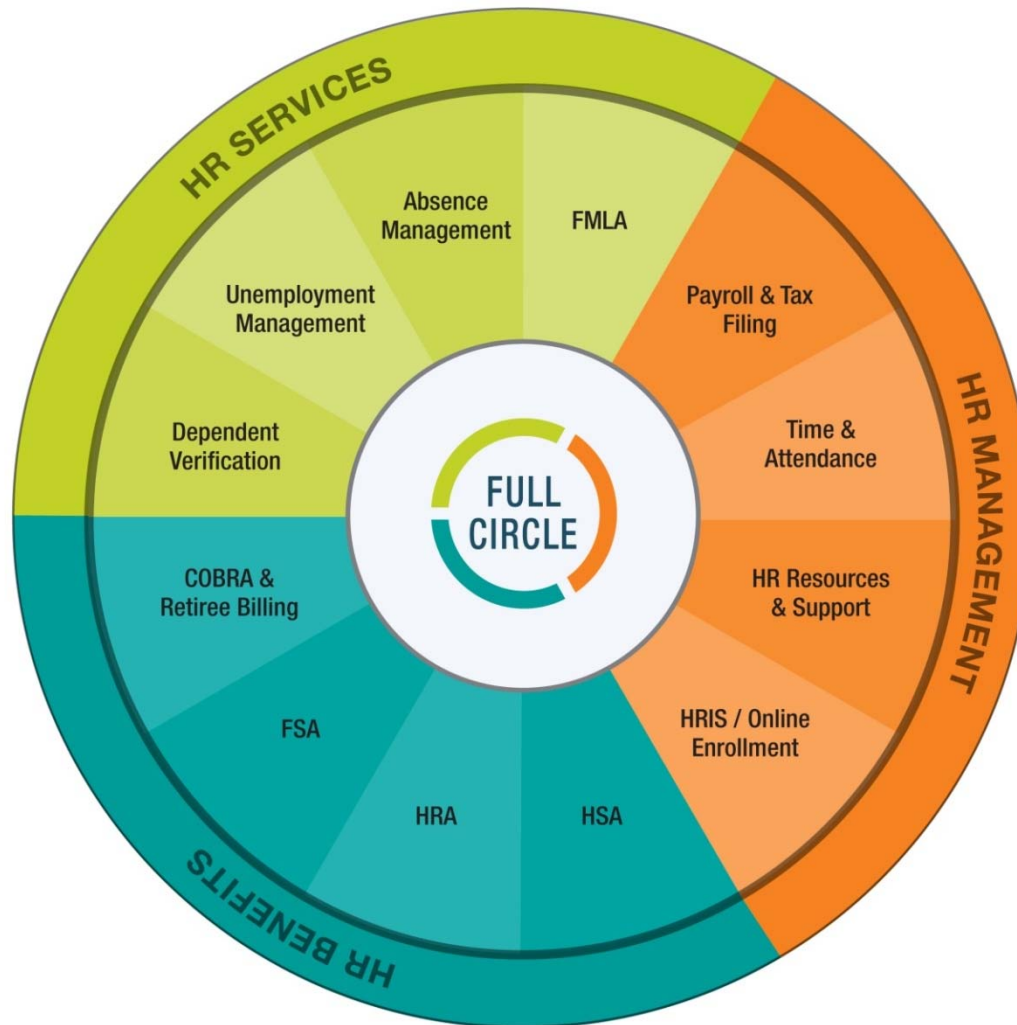 HR SERVICES
Absence
Management
FMLA
Unemployment
Management
Dependent
Verification
HR MANAGEMENT
Payroll & Tax
Filing
Time &
Attendance
HR Resources
& Support
HRIS / Online
Enrollment
FULL
CIRCLE
COBRA &
Retiree Billing
FSA
HRA
HSA
HR BENEFITS